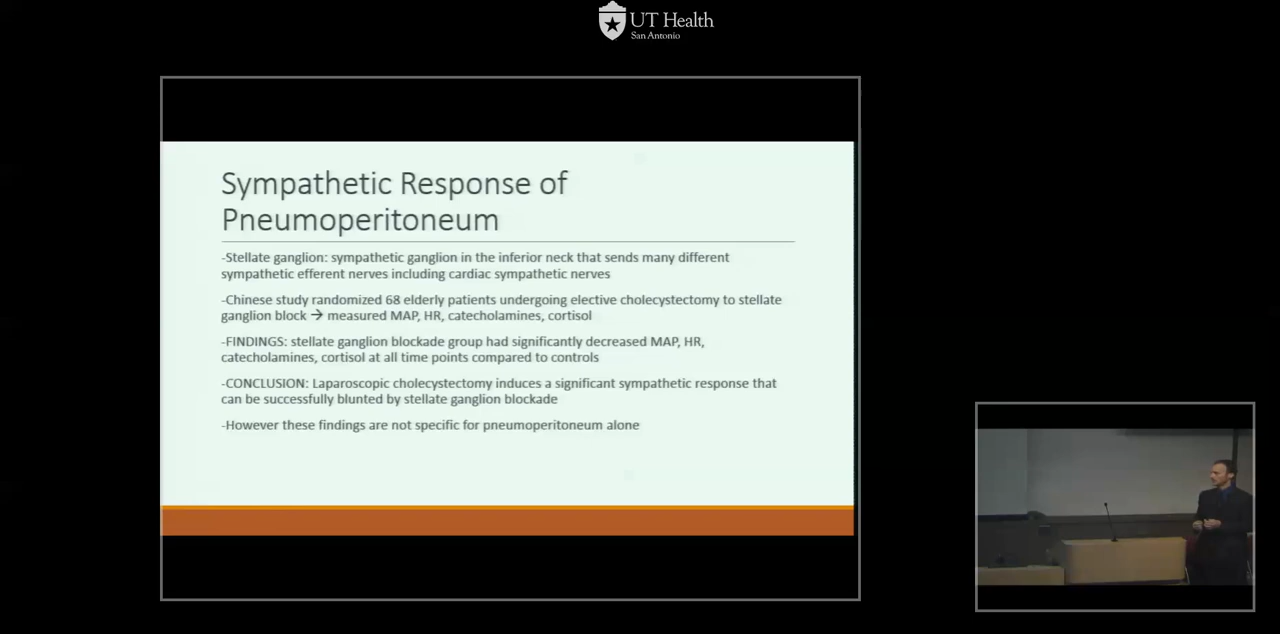 UT Health
San Antonio
Sympathetic Response of
Pneumoperitoneum
-Stellate ganglion: sympathetic ganglion in the inferior neck that sends many different
sympathetic efferent nerves including cardiac sympathetic nerves
-Chinese study randomized 68 elderly patients undergoing elective cholecystectomy to stellate
ganglion block → measured MAP, HR, catecholamines, cortisol
-FINDINGS: stellate ganglion blockade group had significantly decreased MAP, HR,
catecholamines, cortisol at all time points compared to controls
-CONCLUSION: Laparoscopic cholecystectomy induces a significant sympathetic response that
can be successfully blunted by stellate ganglion blockade
-However these findings are not specific for pneumoperitoneum alone